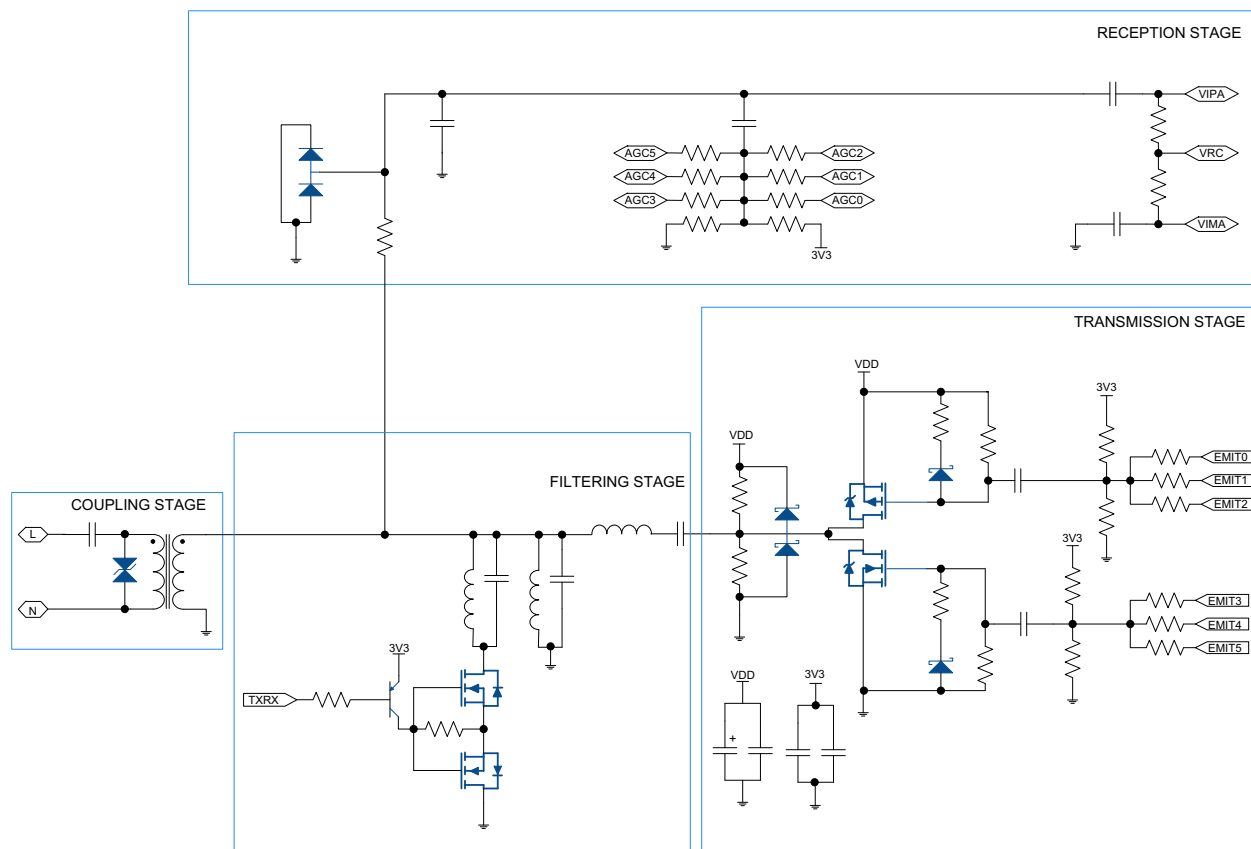 RECEPTION STAGE
VIPA
AGC5
AGC2
VRC
AGC4
AGC1
AGC3
AGC0
VIMA
3V3
TRANSMISSION STAGE
VDD
3V3
VDD
EMIT0
FILTERING STAGE
EMIT1
COUPLING STAGE
EMIT2
L
3V3
N
EMIT3
EMIT4
3V3
EMIT5
VDD
3V3
TXRX
+